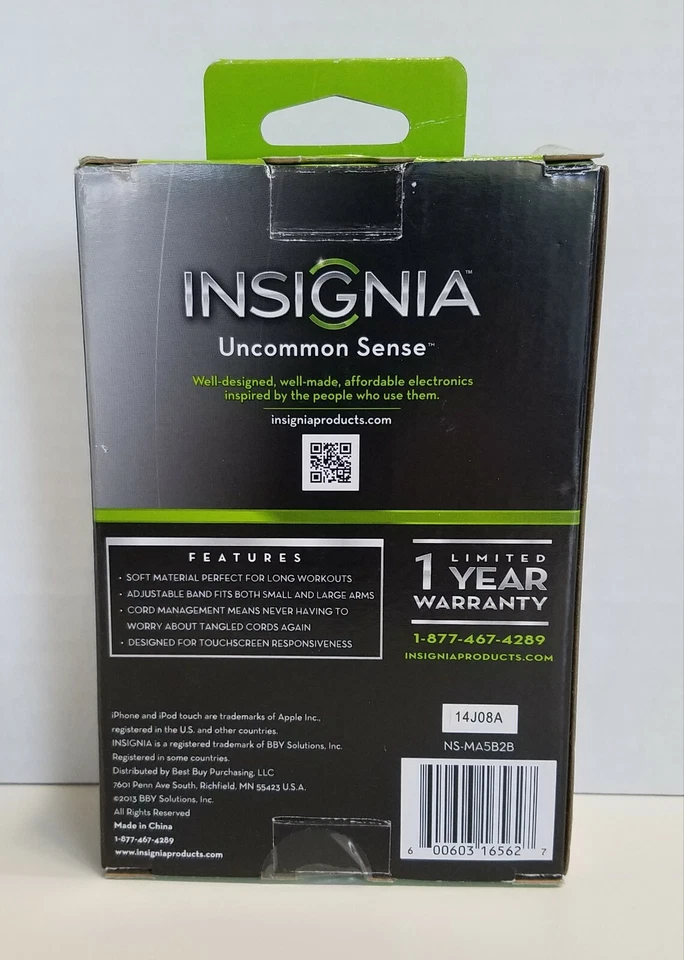 INSIGNIA™
Uncommon Sense™
Well-designed, well-made, affordable electronics
inspired by the people who use them.
insigniaproducts.com
FEATURES
• SOFT MATERIAL PERFECT FOR LONG WORKOUTS
• ADJUSTABLE BAND FITS BOTH SMALL AND LARGE ARMS
• CORD MANAGEMENT MEANS NEVER HAVING TO
WORRY ABOUT TANGLED CORDS AGAIN
• DESIGNED FOR TOUCHSCREEN RESPONSIVENESS
LIMITED
1 YEAR
WARRANTY
1-877-467-4289
INSIGNIAPRODUCTS.COM
iPhone and iPod touch are trademarks of Apple Inc.,
registered in the U.S. and other countries.
INSIGNIA is a registered trademark of BBY Solutions, Inc.
Registered in some countries.
Distributed by Best Buy Purchasing, LLC
7601 Penn Ave South, Richfield, MN 55423 U.S.A.
©2013 BBY Solutions, Inc.
All Rights Reserved
Made in China
1-877-467-4289
www.insigniaproducts.com
14J08A
NS-MA5B2B
6 00603 16562 7